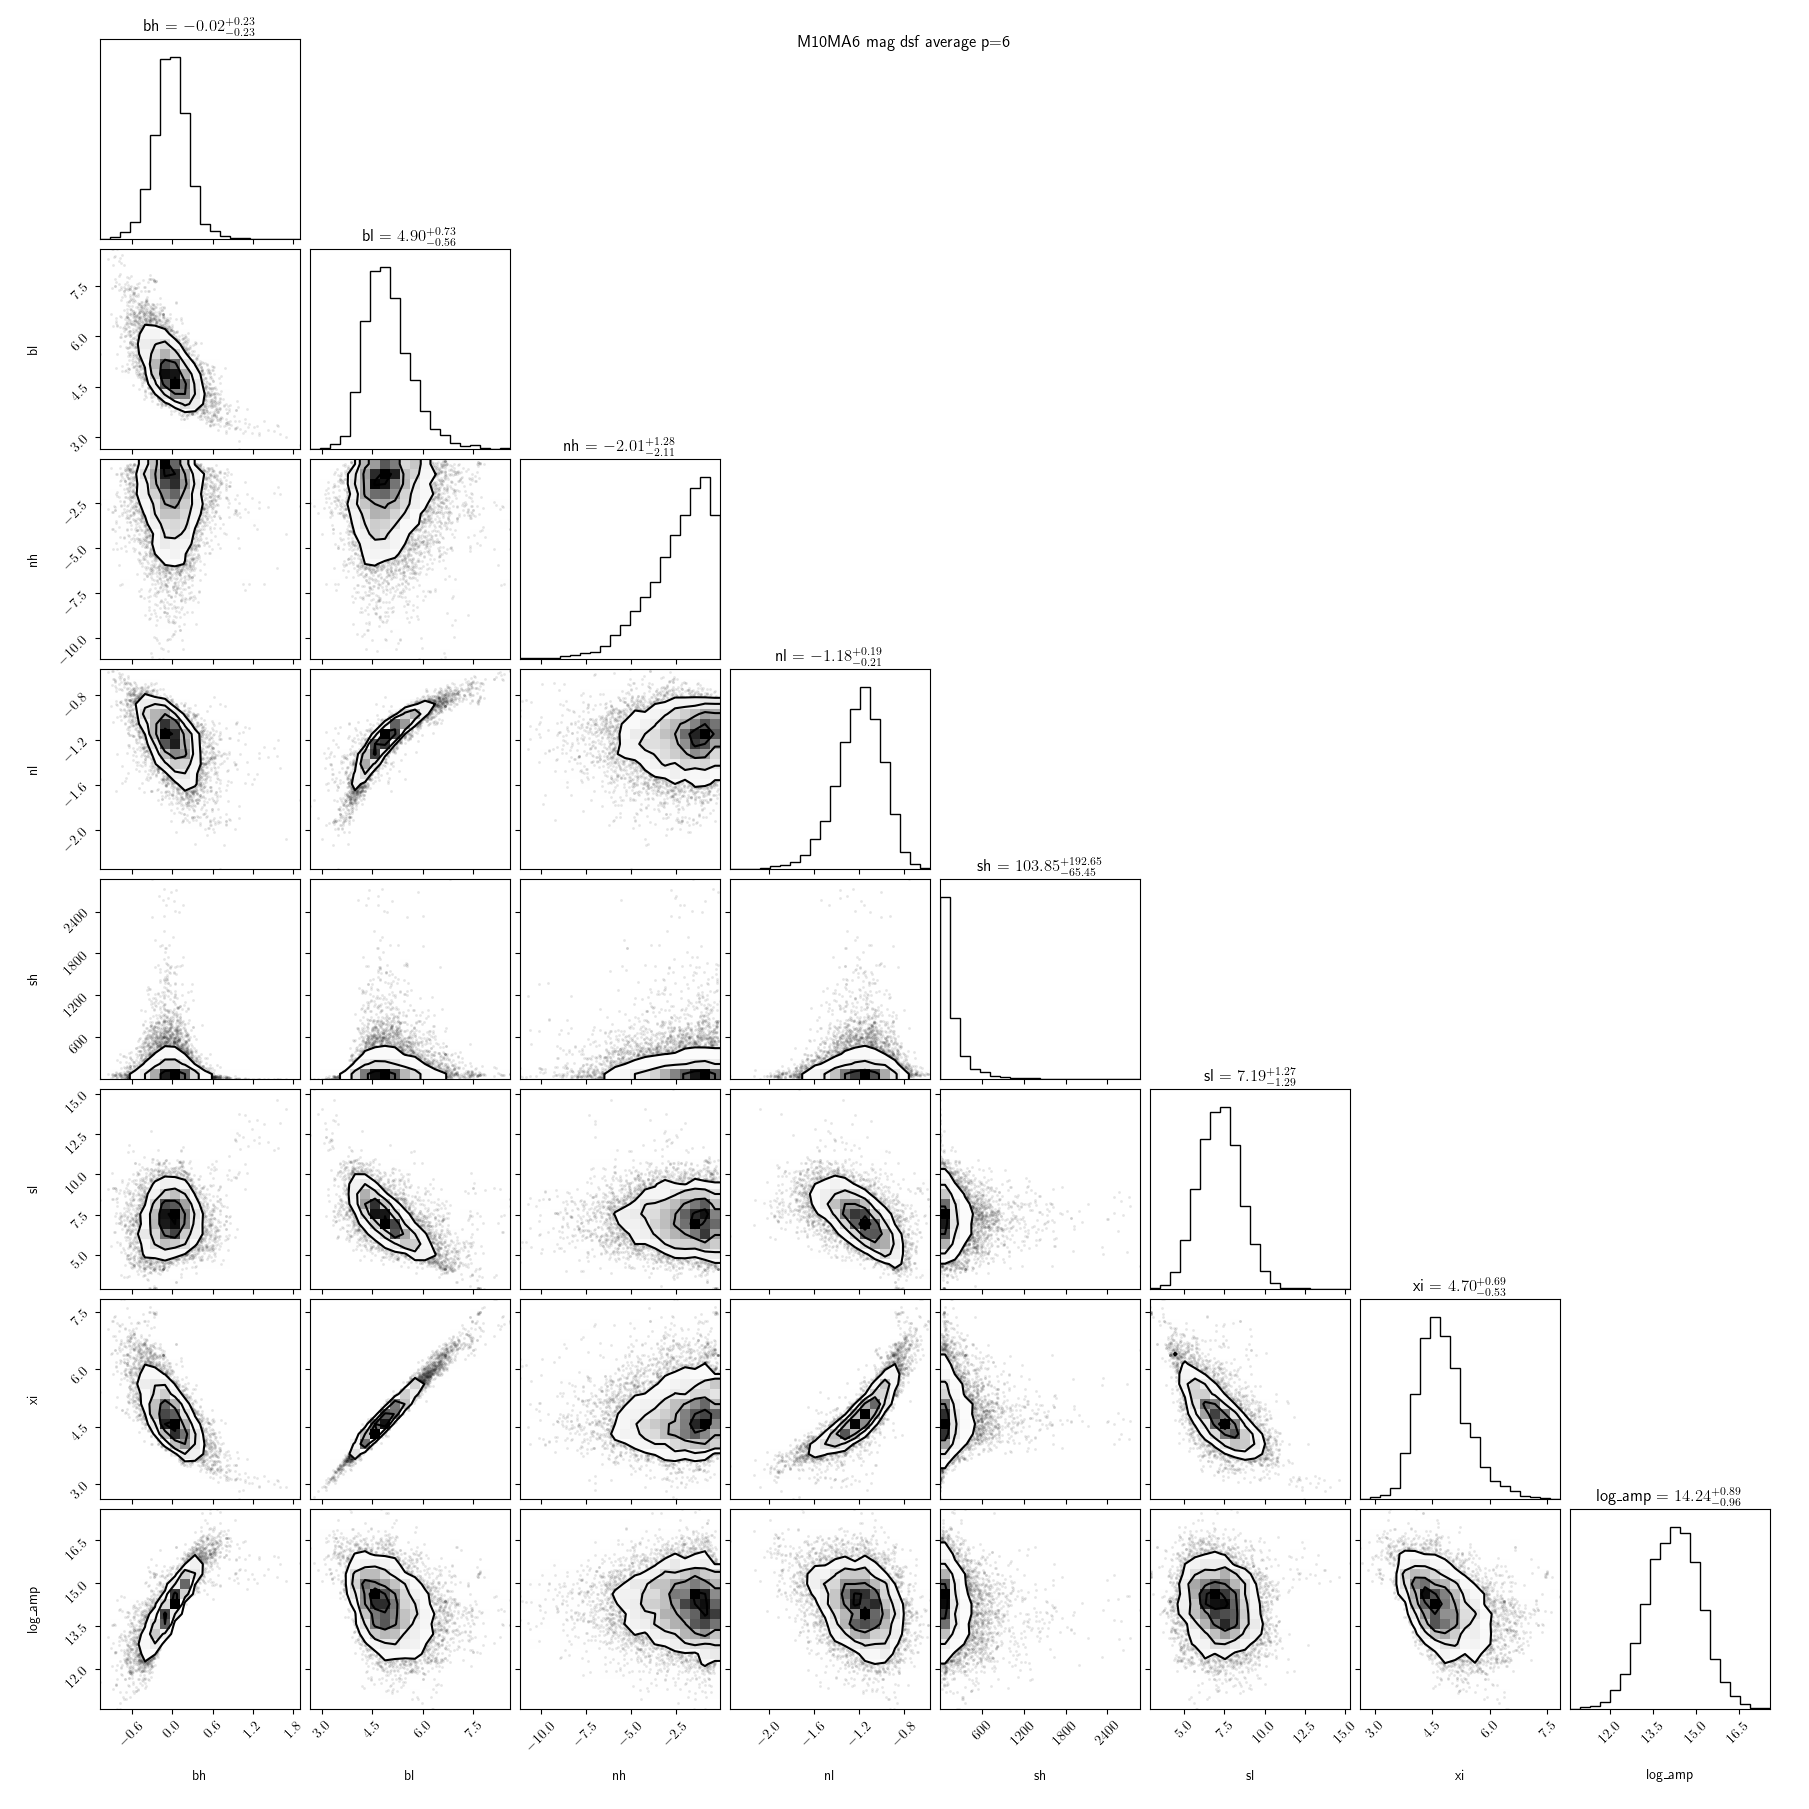 M10MA6 mag dsf average p=6
bh = −0.02+0.23−0.23
bl = 4.90+0.73−0.56
7.5
6.0
4.5
3.0
bl
nh = −2.01+1.28−2.11
−2.5
−5.0
−7.5
−10.0
nh
nl = −1.18+0.19−0.21
−0.8
−1.2
−1.6
−2.0
nl
sh = 103.85+192.65−65.45
2400
1800
1200
600
sh
sl = 7.19+1.27−1.29
15.0
12.5
10.0
7.5
5.0
sl
xi = 4.70+0.69−0.53
7.5
6.0
4.5
3.0
xi
log_amp = 14.24+0.89−0.96
16.5
15.0
13.5
12.0
log_amp
−0.6 0.0 0.6 1.2 1.8 3.0 4.5 6.0 7.5 −10.0 −7.5 −5.0 −2.5 −2.0 −1.6 −1.2 −0.8 600 1200 1800 2400 5.0 7.5 10.0 12.5 15.0 3.0 4.5 6.0 7.5 12.0 13.5 15.0 16.5
bh bl nh nl sh sl xi log_amp